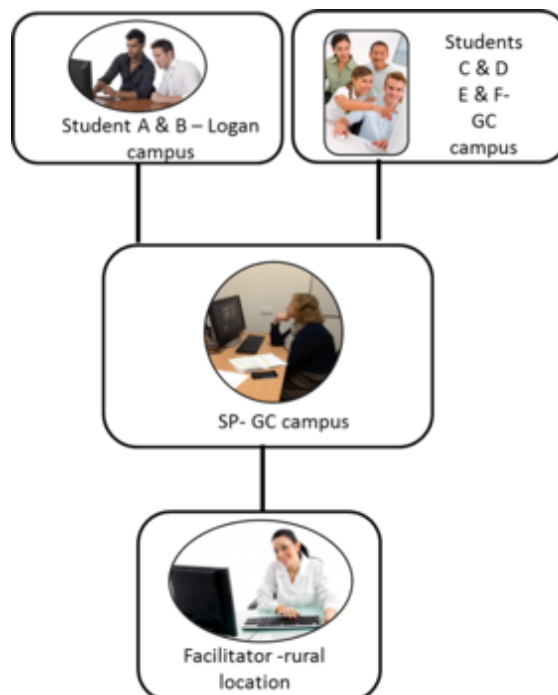 Student A & B – Logan
campus
Students
C & D
E & F-
GC
campus
SP- GC campus
Facilitator -rural
location